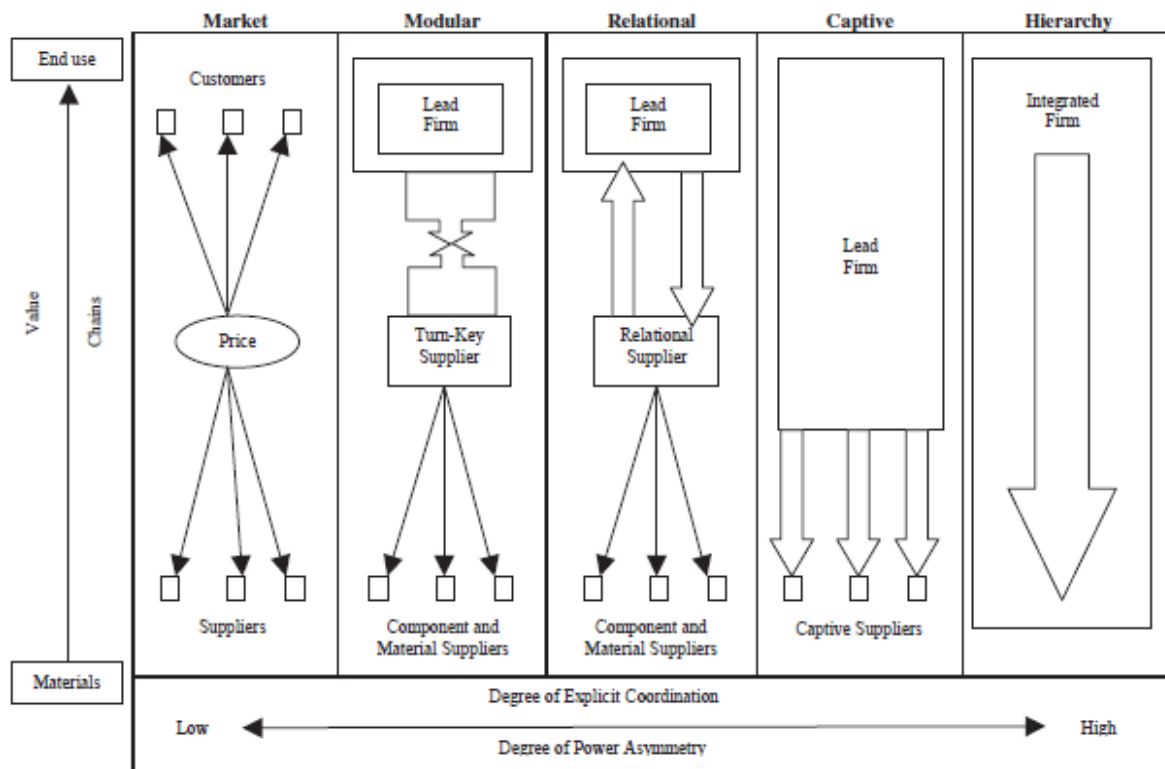 Market
Modular
Relational
Captive
Hierarchy
End use
Value
Chains
Materials
Customers
Price
Suppliers
Lead
Firm
Turn-Key
Supplier
Component and
Material Suppliers
Lead
Firm
Relational
Supplier
Component and
Material Suppliers
Lead
Firm
Captive Suppliers
Integrated
Firm
Degree of Explicit Coordination
Low
High
Degree of Power Asymmetry